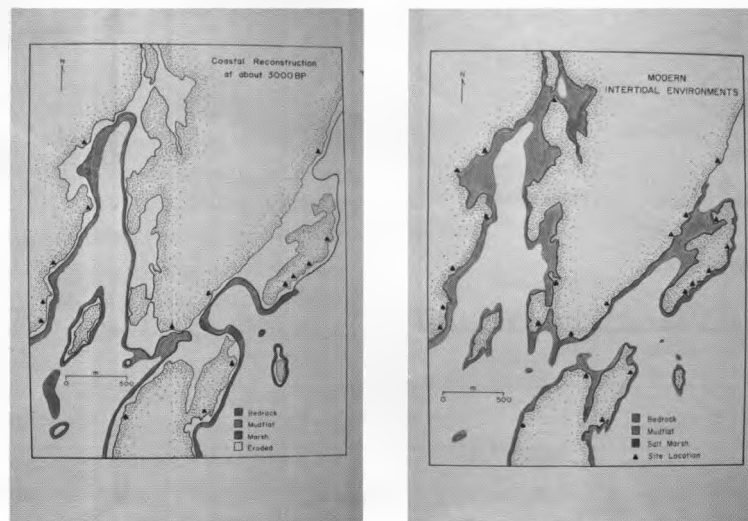 Coastal Reconstruction
at about 3000 BP
N
m
0 500
Bedrock
Mudflat
Marsh
Eroded
MODERN
INTERTIDAL ENVIRONMENTS
N
m
0 500
Bedrock
Mudflat
Salt Marsh
Site Location